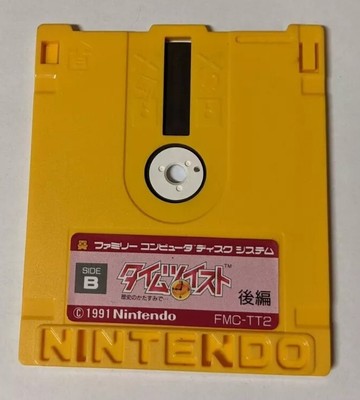 ファミリー コンピュータ ディスク システム
SIDE
B
タイムツイスト™
歴史のかたすみで…
後編
© 1991 Nintendo
FMC-TT2
NINTENDO